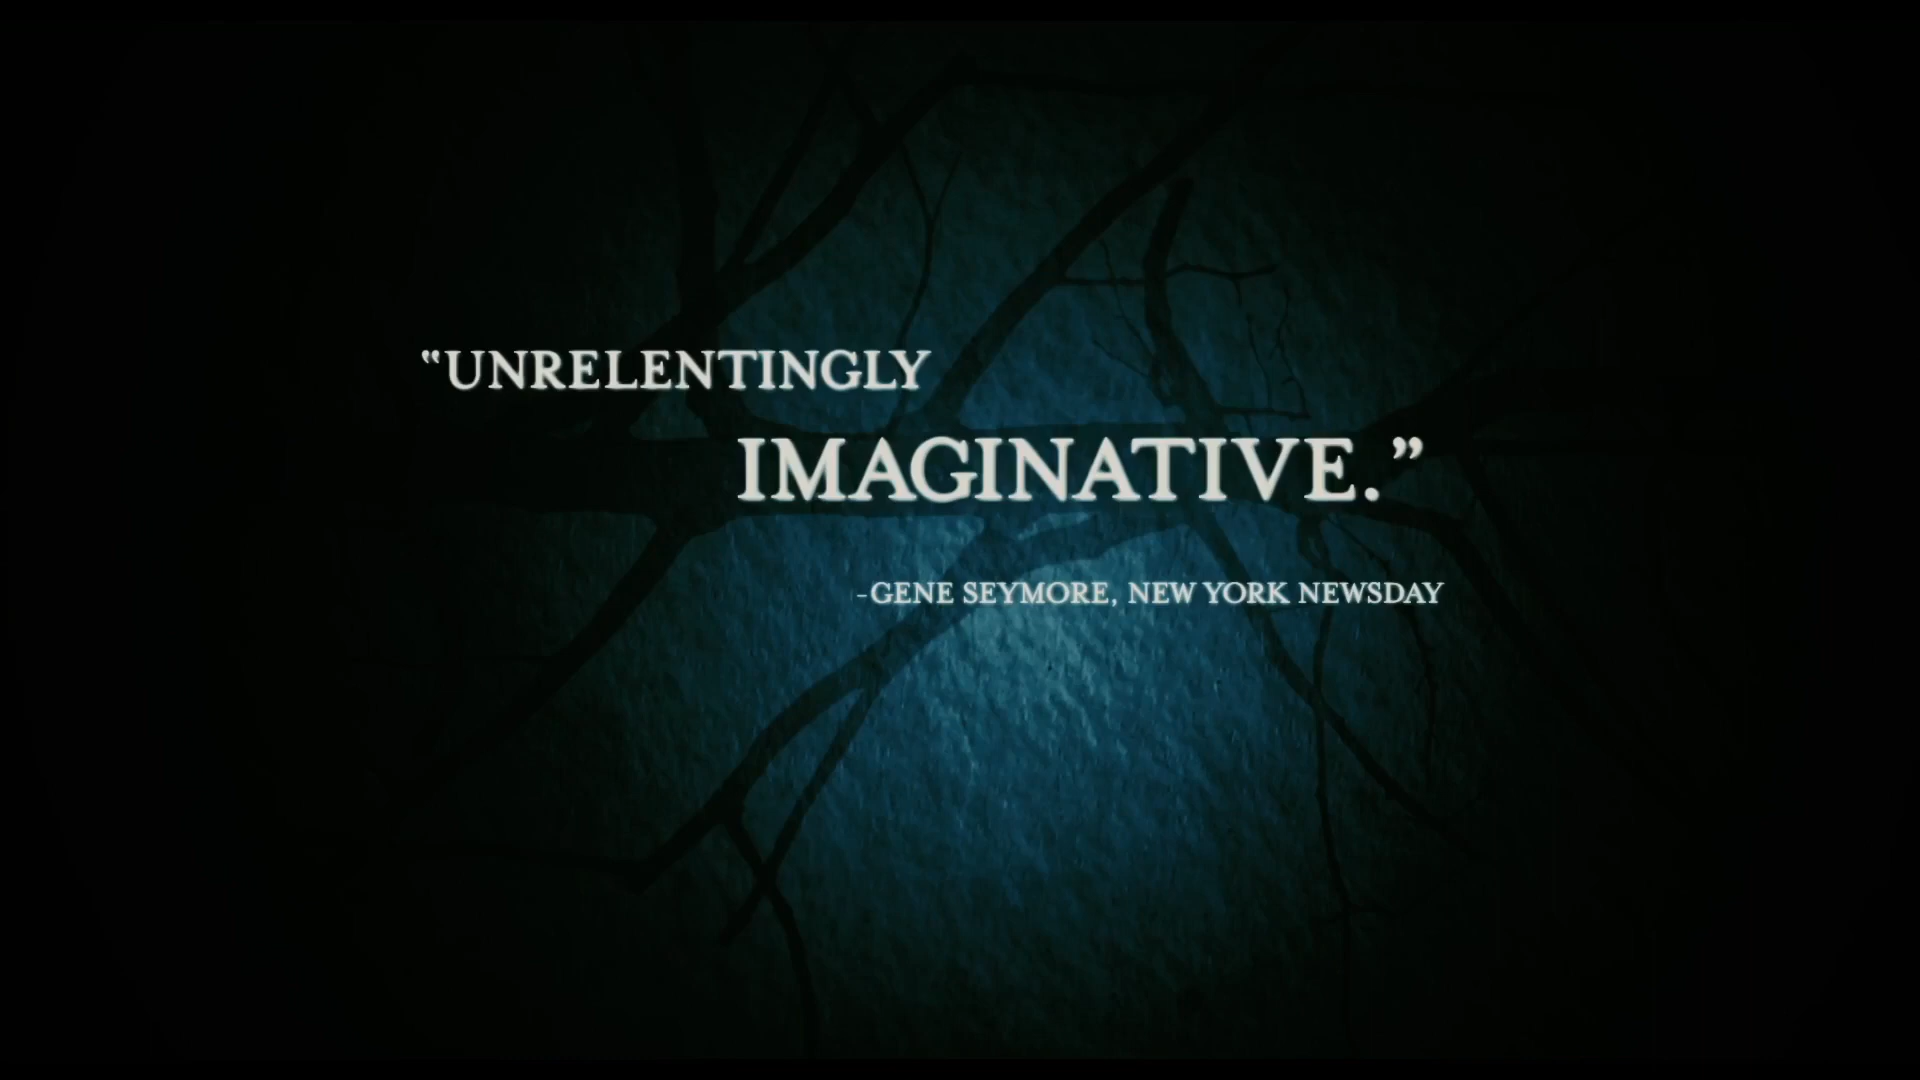 “UNRELENTINGLY
IMAGINATIVE.”
-GENE SEYMORE, NEW YORK NEWSDAY